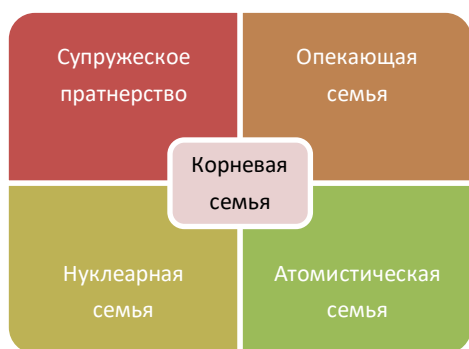 Супружеское
пратнерство
Опекающая
семья
Корневая
семья
Нуклеарная
семья
Атомистическая
семья